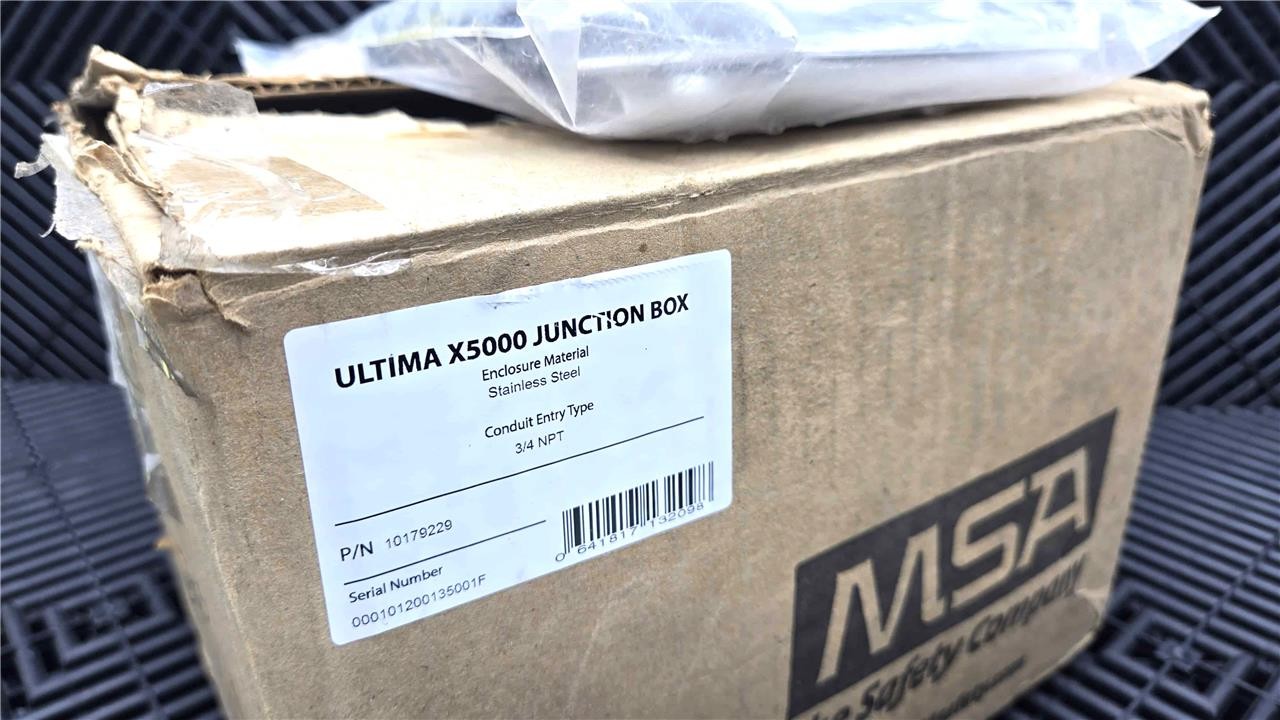 ULTIMA X5000 JUNCTION BOX
Enclosure Material
Stainless Steel
Conduit Entry Type
3/4 NPT
P/N 10179229
0 641817 132098
Serial Number
000101200135001F
MSA
Safety Company